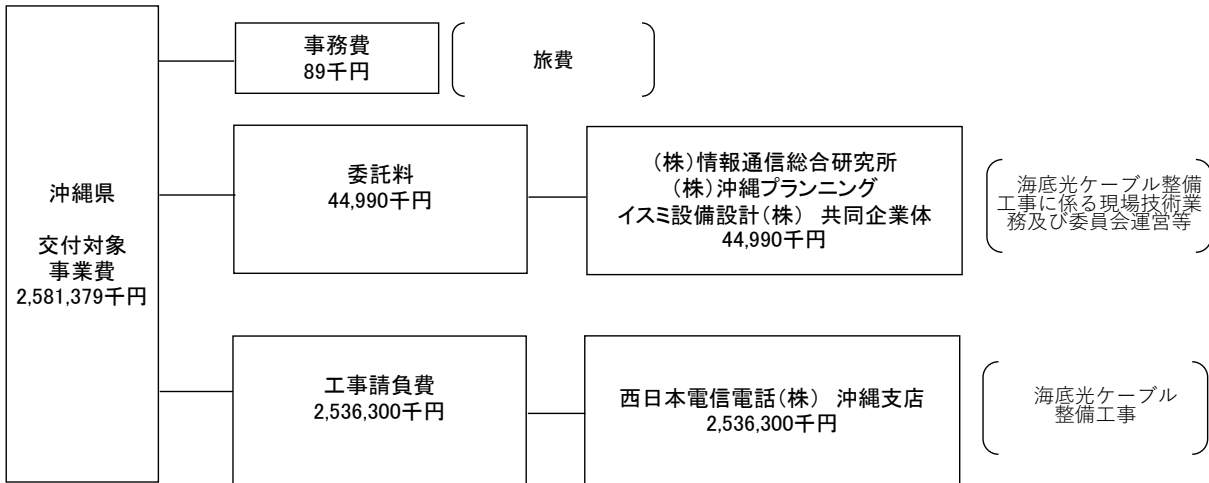 沖縄県
交付対象
事業費
2,581,379千円
事務費
89千円
旅費
委託料
44,990千円
(株)情報通信総合研究所
(株)沖縄プランニング
イスミ設備設計(株) 共同企業体
44,990千円
海底光ケーブル整備
工事に係る現場技術業
務及び委員会運営等
工事請負費
2,536,300千円
西日本電信電話(株) 沖縄支店
2,536,300千円
海底光ケーブル
整備工事